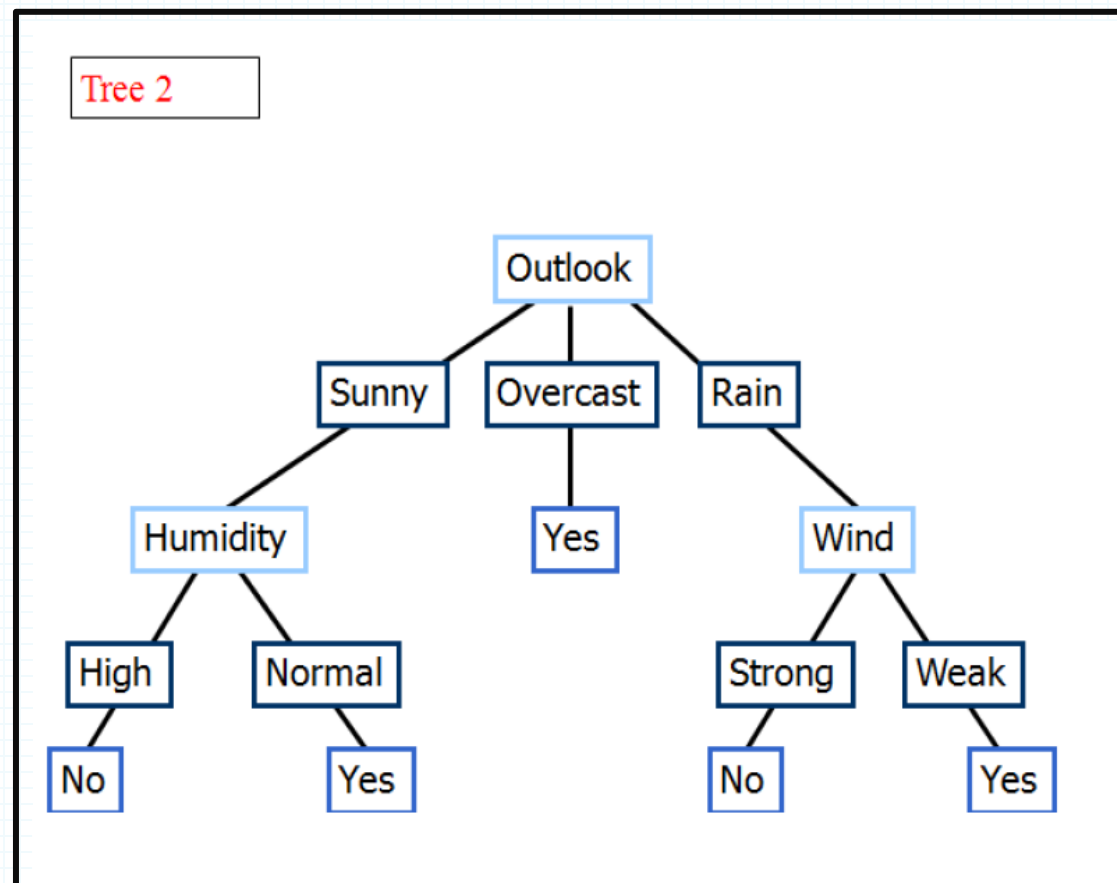 Tree 2
Outlook
Sunny Overcast Rain
Humidity Yes Wind
High Normal Strong Weak
No Yes No Yes